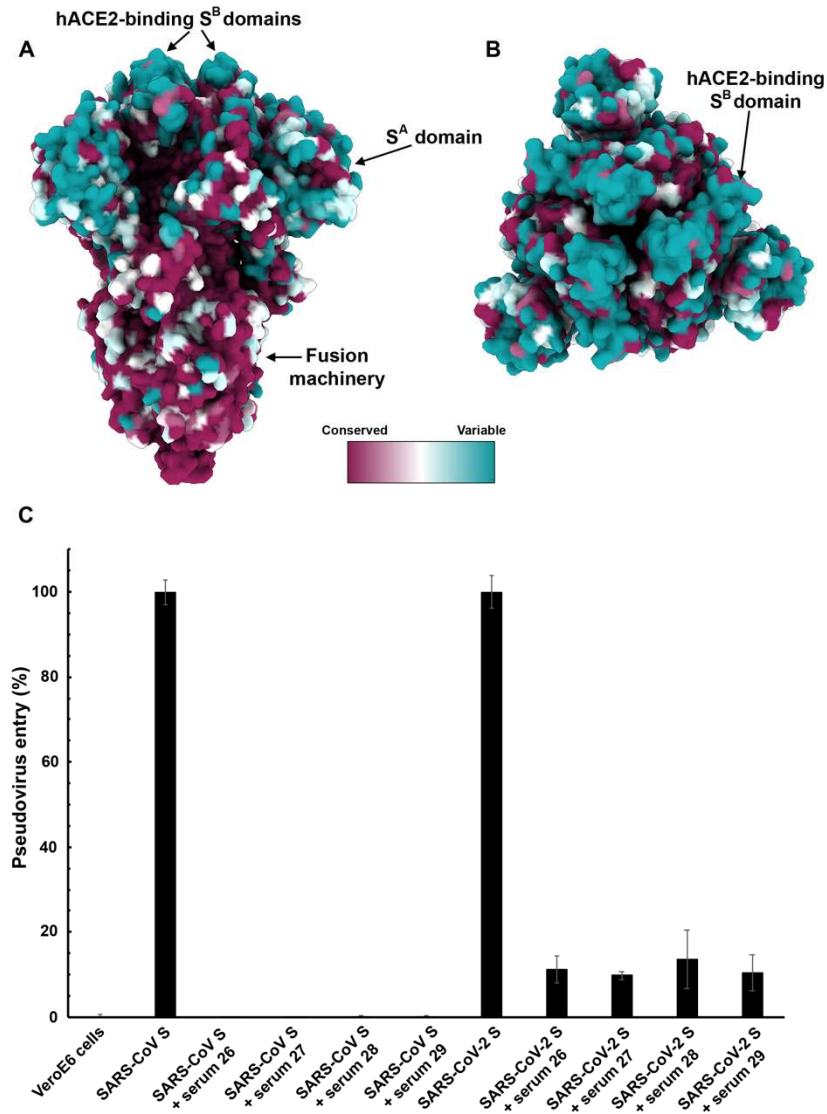 hACE2-binding S^B domains
A
S^A domain
Fusion
machinery
B
hACE2-binding
S^B domain
Conserved Variable
C
Pseudovirus entry (%)
100
80
60
40
20
0
VeroE6 cells
SARS-CoV S
SARS-CoV S
+ serum 26
SARS-CoV S
+ serum 27
SARS-CoV S
+ serum 28
SARS-CoV S
+ serum 29
SARS-CoV-2 S
SARS-CoV-2 S
+ serum 26
SARS-CoV-2 S
+ serum 27
SARS-CoV-2 S
+ serum 28
SARS-CoV-2 S
+ serum 29